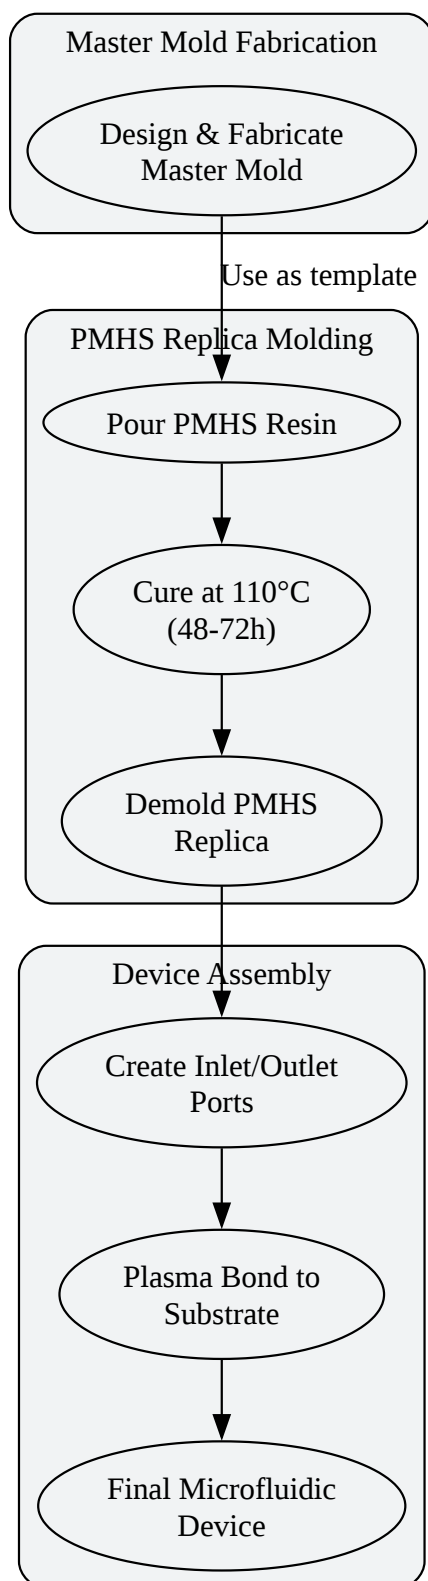 Master Mold Fabrication
Design & Fabricate
Master Mold
Use as template
PMHS Replica Molding
Pour PMHS Resin
Cure at 110°C
(48-72h)
Demold PMHS
Replica
Device Assembly
Create Inlet/Outlet
Ports
Plasma Bond to
Substrate
Final Microfluidic
Device